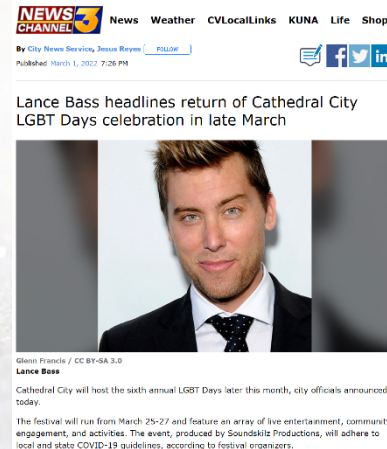 NEWS
CHANNEL 3
News Weather CVLocalLinks KUNA Life Shop
By City News Service, Jesus Reyes FOLLOW
Published March 1, 2022 7:26 PM
Lance Bass headlines return of Cathedral City
LGBT Days celebration in late March
Glenn Francis / CC BY-SA 3.0
Lance Bass
Cathedral City will host the sixth annual LGBT Days later this month, city officials announced
today.
The festival will run from March 25-27 and feature an array of live entertainment, community
engagement, and activities. The event, produced by Soundskilz Productions, will adhere to
local and state COVID-19 guidelines, according to festival organizers.